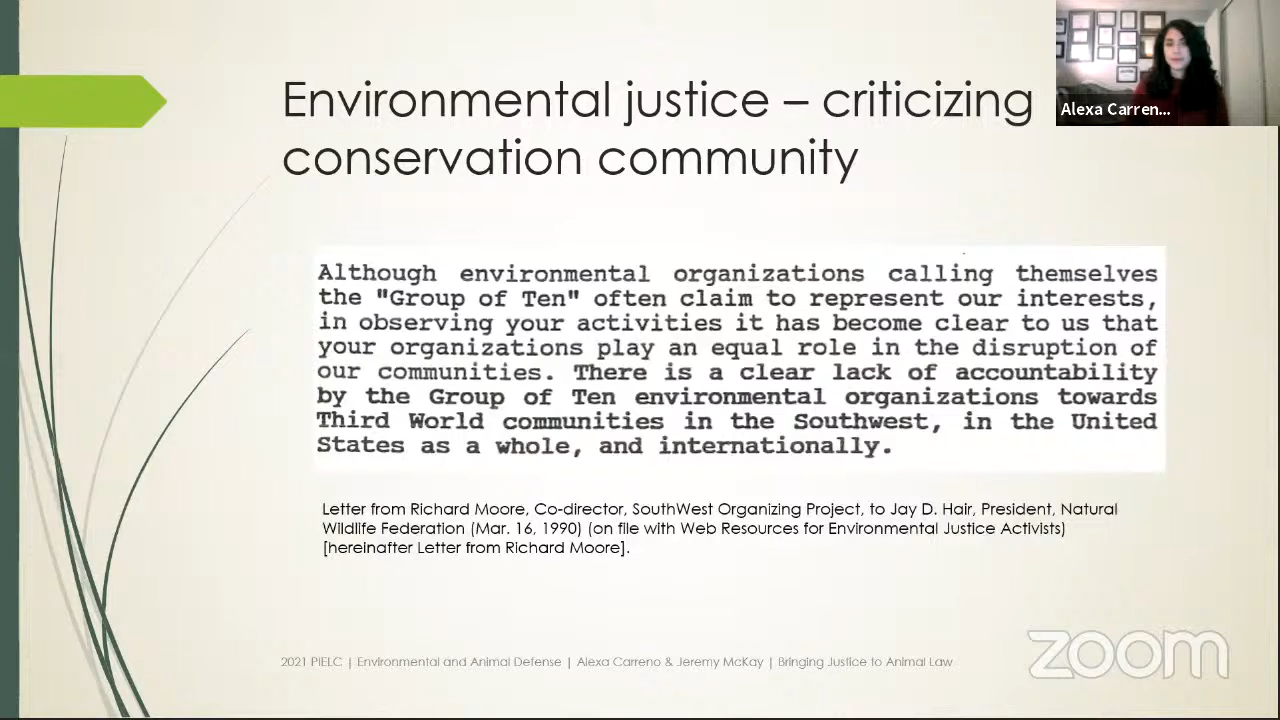 Environmental justice – criticizing
conservation community
Alexa Carren...
Although environmental organizations calling themselves
the "Group of Ten" often claim to represent our interests,
in observing your activities it has become clear to us that
your organizations play an equal role in the disruption of
our communities. There is a clear lack of accountability
by the Group of Ten environmental organizations towards
Third World communities in the Southwest, in the United
States as a whole, and internationally.
Letter from Richard Moore, Co-director, SouthWest Organizing Project, to Jay D. Hair, President, Natural
Wildlife Federation (Mar. 16, 1990) (on file with Web Resources for Environmental Justice Activists)
[hereinafter Letter from Richard Moore].
2021 PIELC | Environmental and Animal Defense | Alexa Carreno & Jeremy McKay | Bringing Justice to Animal Law
zoom